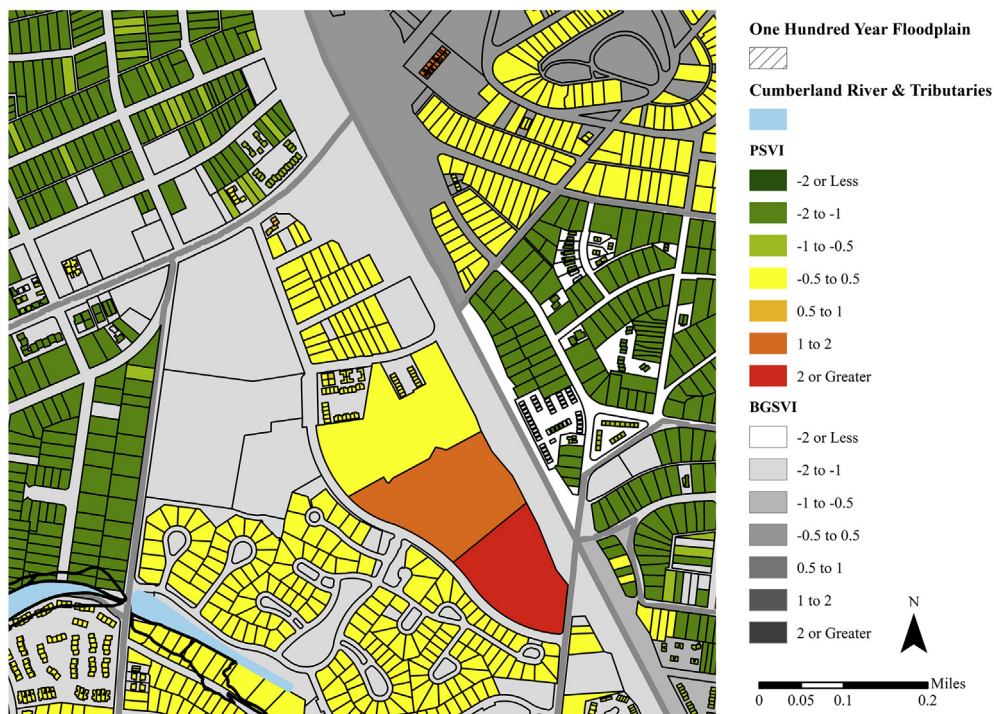 One Hundred Year Floodplain
Cumberland River & Tributaries
PSVI
-2 or Less
-2 to -1
-1 to -0.5
-0.5 to 0.5
0.5 to 1
1 to 2
2 or Greater
BGSVI
-2 or Less
-2 to -1
-1 to -0.5
-0.5 to 0.5
0.5 to 1
1 to 2
2 or Greater
N
Miles
0 0.05 0.1 0.2